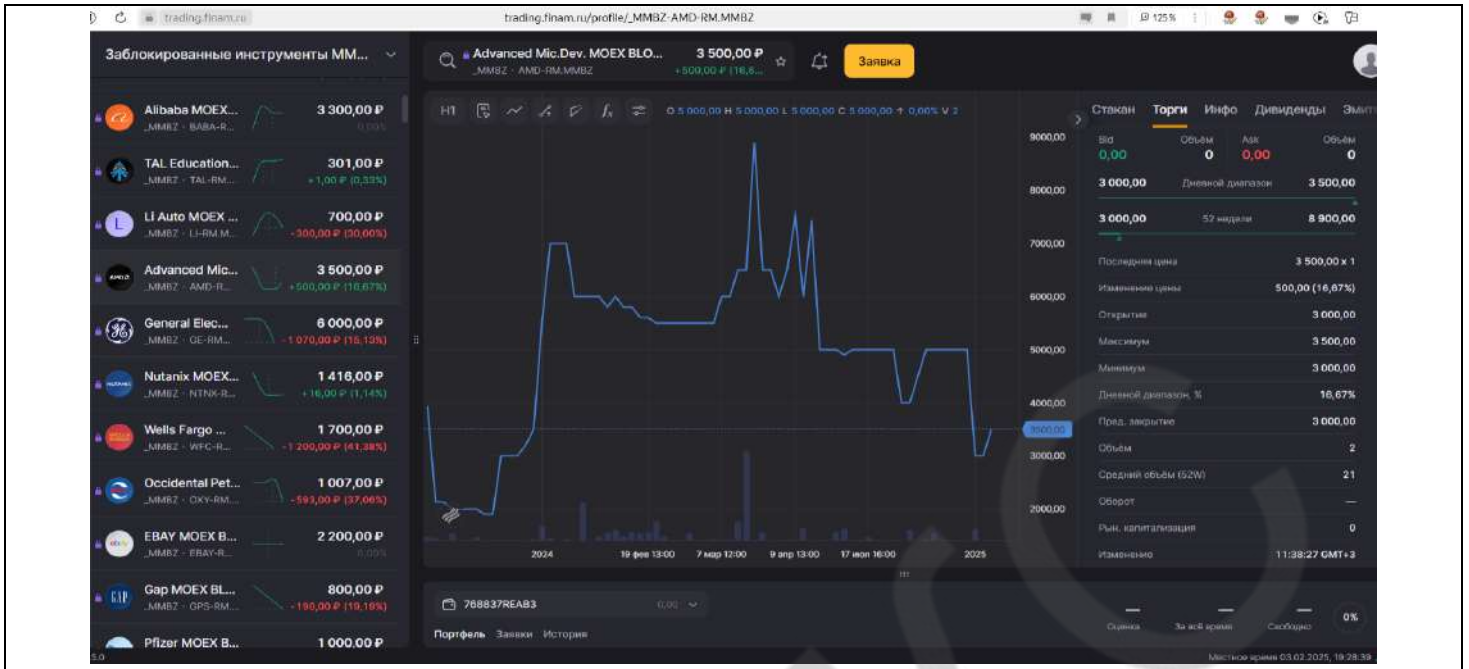 trading.finam.ru
trading.finam.ru/profile/_MMBZ-AMD-RM.MMBZ
125 %
Заблокированные инструменты ММ...
Advanced Mic.Dev. MOEX BLO...
3 500,00 ₽
_MMBZ · AMD-RM.MMBZ
+500,00 ₽ (16,6...
Заявка
Alibaba MOEX...
3 300,00 ₽
_MMBZ · BABA-R...
0,00%
TAL Education...
301,00 ₽
_MMBZ · TAL-RM...
+1,00 ₽ (0,33%)
Li Auto MOEX ...
700,00 ₽
_MMBZ · LI-RM.M...
-300,00 ₽ (30,00%)
Advanced Mic...
3 500,00 ₽
_MMBZ · AMD-R...
+500,00 ₽ (16,67%)
General Elec...
6 000,00 ₽
_MMBZ · GE-RM...
-1 070,00 ₽ (15,13%)
Nutanix MOEX...
1 416,00 ₽
_MMBZ · NTNX-R...
+16,00 ₽ (1,14%)
Wells Fargo ...
1 700,00 ₽
_MMBZ · WFC-R...
-1 200,00 ₽ (41,38%)
Occidental Pet...
1 007,00 ₽
_MMBZ · OXY-RM...
-593,00 ₽ (37,06%)
EBAY MOEX B...
2 200,00 ₽
_MMBZ · EBAY-R...
0,00%
Gap MOEX BL...
800,00 ₽
_MMBZ · GPS-RM...
-190,00 ₽ (19,19%)
Pfizer MOEX B...
1 000,00 ₽
H1
O 5 000,00 H 5 000,00 L 5 000,00 C 5 000,00 0,00% V 2
9000,00
8000,00
7000,00
6000,00
5000,00
4000,00
3500,00
3000,00
2000,00
2024
19 фев 13:00
7 мар 12:00
9 апр 13:00
17 июн 16:00
2025
Стакан Торги Инфо Дивиденды Эмит
Bid Объём Ask Объём
0,00 0 0,00 0
3 000,00 Дневной диапазон 3 500,00
3 000,00 52 недели 8 900,00
Последняя цена 3 500,00 x 1
Изменение цены 500,00 (16,67%)
Открытие 3 000,00
Максимум 3 500,00
Минимум 3 000,00
Дневной диапазон, % 16,67%
Пред. закрытие 3 000,00
Объём 2
Средний объём (52W) 21
Оборот —
Рын. капитализация 0
Изменение 11:38:27 GMT+3
768837REAB3
0,00
Портфель Заявки История
Оценка
За всё время
Свободно
0%
5.0
Местное время 03.02.2025, 19:28:39